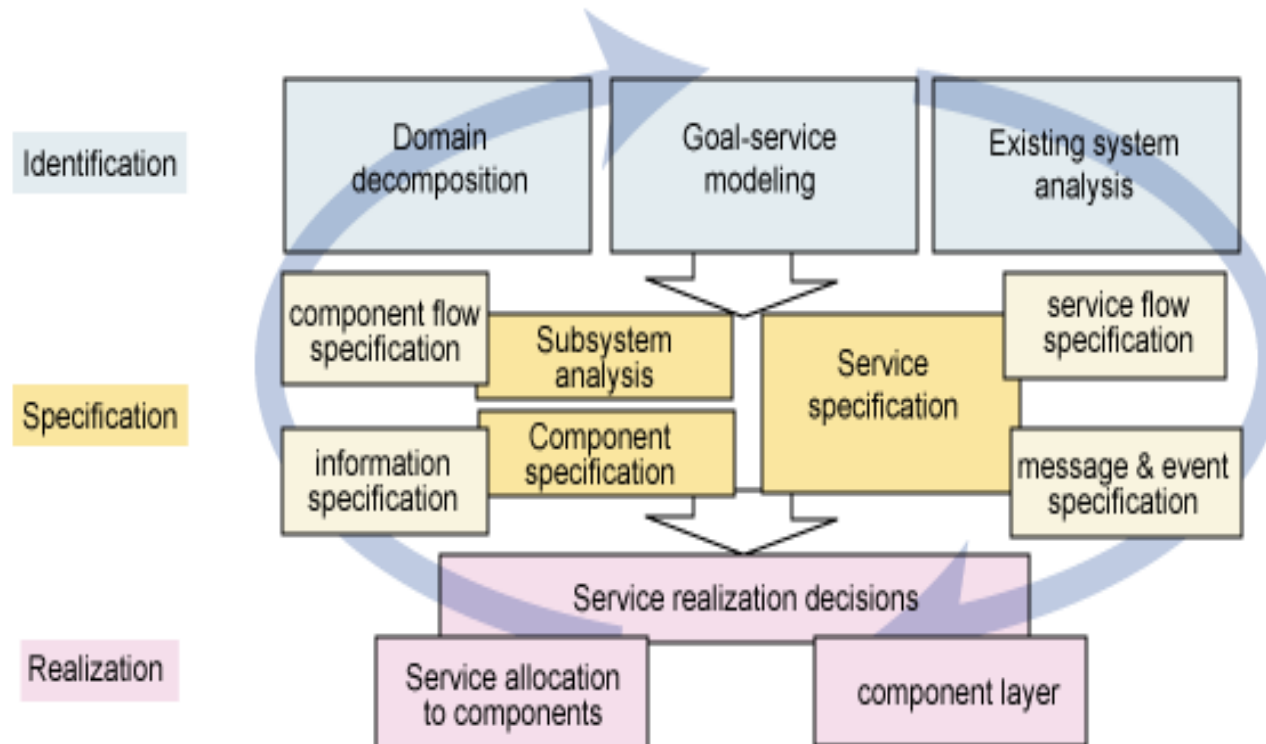 Identification
Domain
decomposition
Goal-service
modeling
Existing system
analysis
Specification
component flow
specification
Subsystem
analysis
Service
specification
service flow
specification
information
specification
Component
specification
message & event
specification
Realization
Service realization decisions
Service allocation
to components
component layer